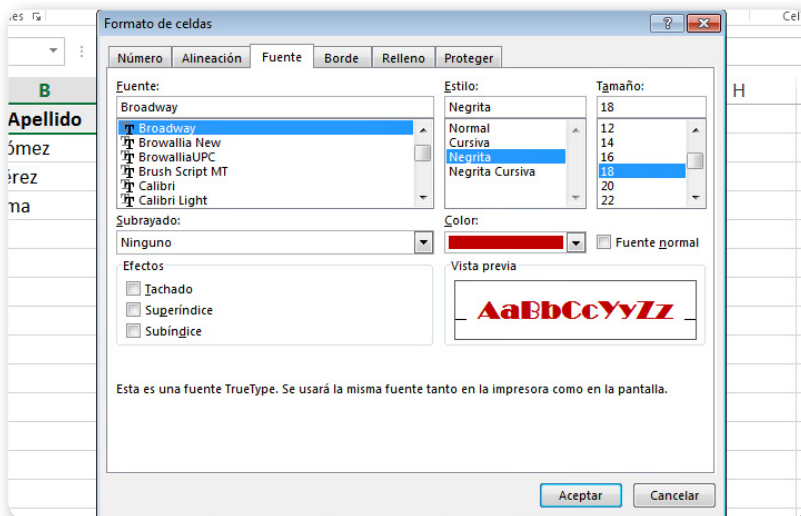 Formato de celdas
Cel
Número Alineación Fuente Borde Relleno Proteger
B
H
Apellido
Fuente:
Broadway
Broadway
Browallia New
BrowalliaUPC
Brush Script MT
Calibri
Calibri Light
Estilo:
Negrita
Normal
Cursiva
Negrita
Negrita Cursiva
Tamaño:
18
12
14
16
18
20
22
ómez
érez
ma
Subrayado:
Ninguno
Color:
Fuente normal
Efectos
Tachado
Superíndice
Subíndice
Vista previa
AaBbCcYyZz
Esta es una fuente TrueType. Se usará la misma fuente tanto en la impresora como en la pantalla.
Aceptar Cancelar